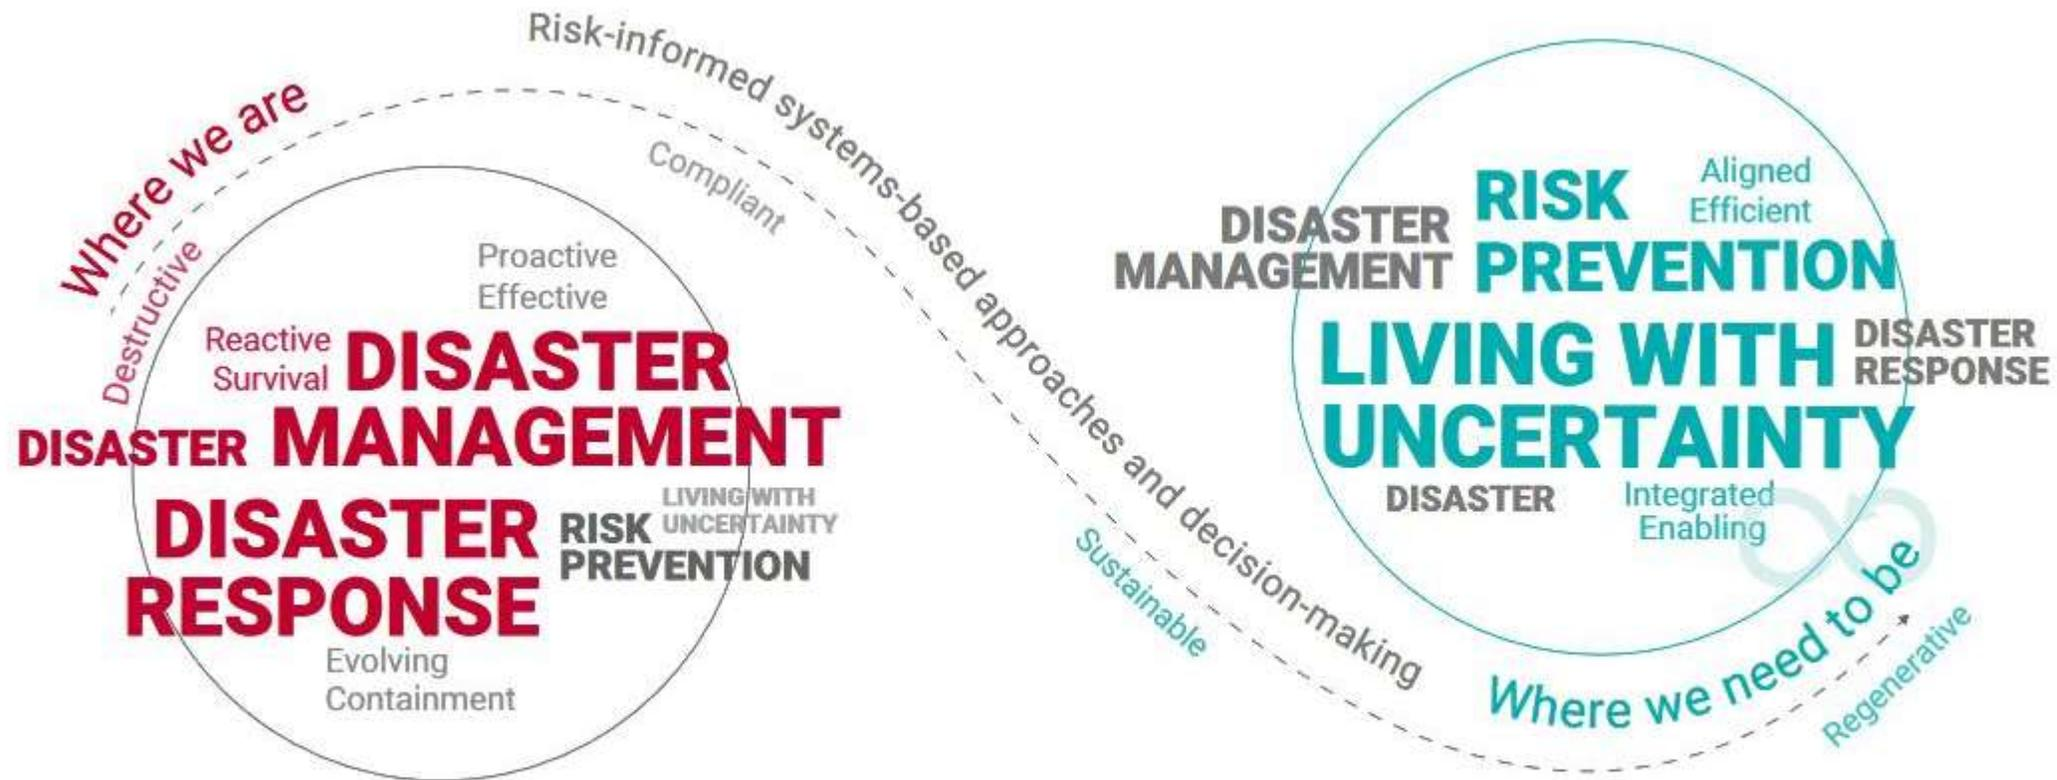 Where we are
Destructive
Risk-informed systems-based approaches and decision-making
Compliant
Proactive
Effective
Reactive
Survival
DISASTER
MANAGEMENT
DISASTER
DISASTER
RESPONSE
RISK
PREVENTION
LIVING WITH
UNCERTAINTY
Evolving
Containment
Sustainable
DISASTER
MANAGEMENT
RISK
PREVENTION
Aligned
Efficient
LIVING WITH
UNCERTAINTY
DISASTER
RESPONSE
DISASTER
Integrated
Enabling
Where we need to be
Regenerative